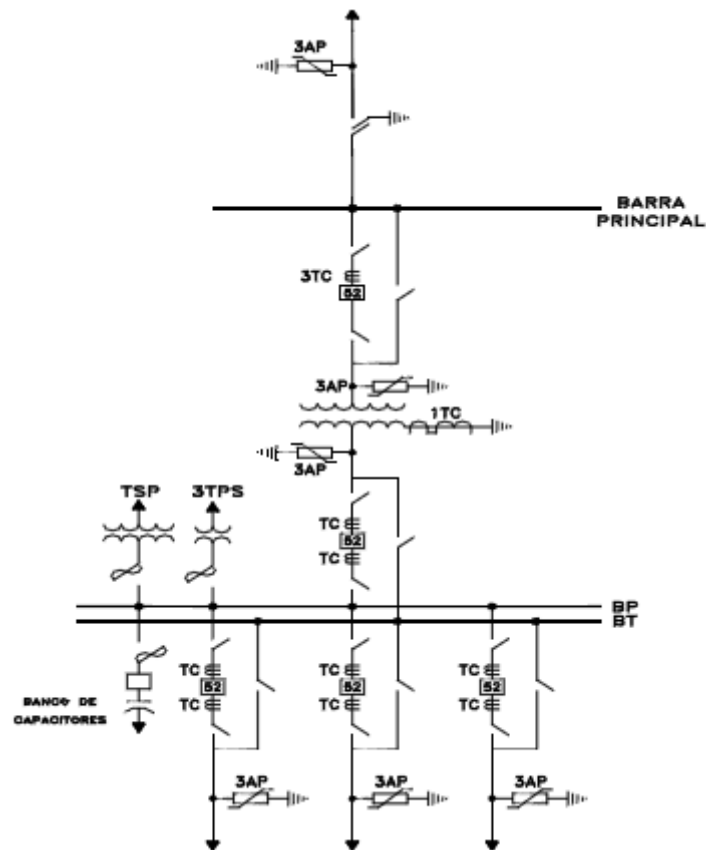 3AP
BARRA
PRINCIPAL
3TC
52
3AP
1TC
3AP
TSP
3TPS
TC
52
TC
BP
BT
TC
52
TC
TC
52
TC
TC
52
TC
BANCO DE
CAPACITORES
3AP
3AP
3AP